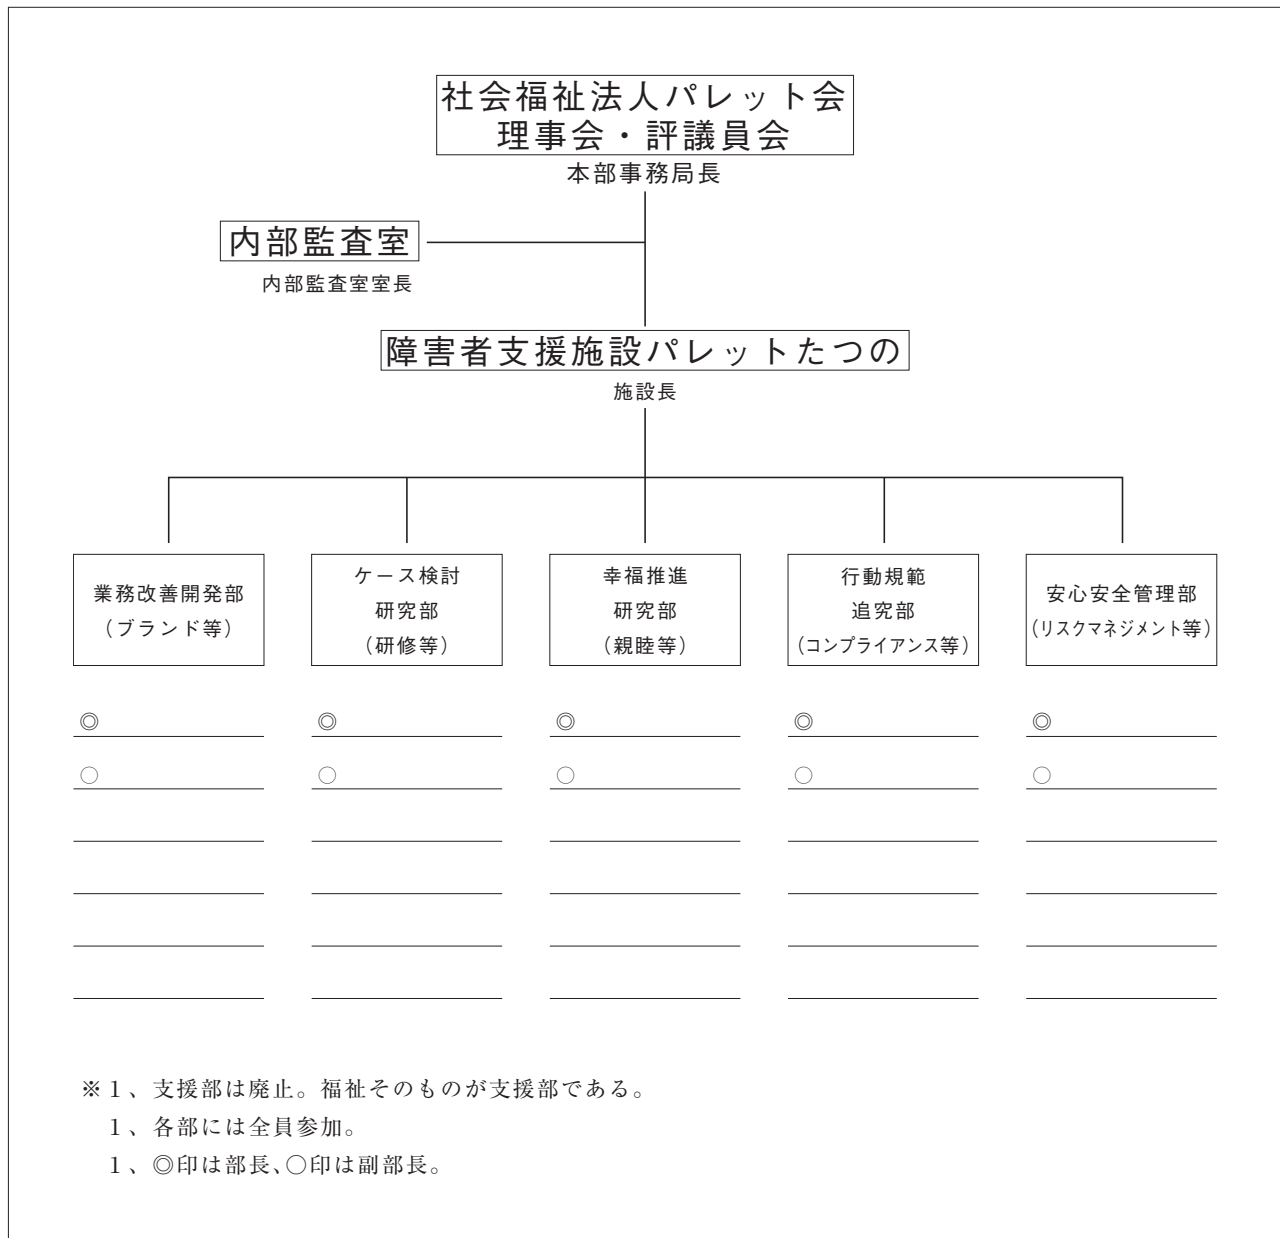 社会福祉法人パレット会
理事会・評議員会
本部事務局長
内部監査室
内部監査室室長
障害者支援施設パレットたつの
施設長
業務改善開発部
（ブランド等）
ケース検討
研究部
（研修等）
幸福推進
研究部
（親睦等）
行動規範
追究部
（コンプライアンス等）
安心安全管理部
（リスクマネジメント等）
◎
◎
◎
◎
◎
○
○
○
○
○
※１、支援部は廃止。福祉そのものが支援部である。
１、各部には全員参加。
１、◎印は部長、○印は副部長。